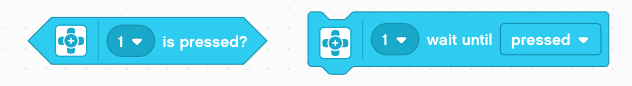 1 is pressed?
1 wait until pressed